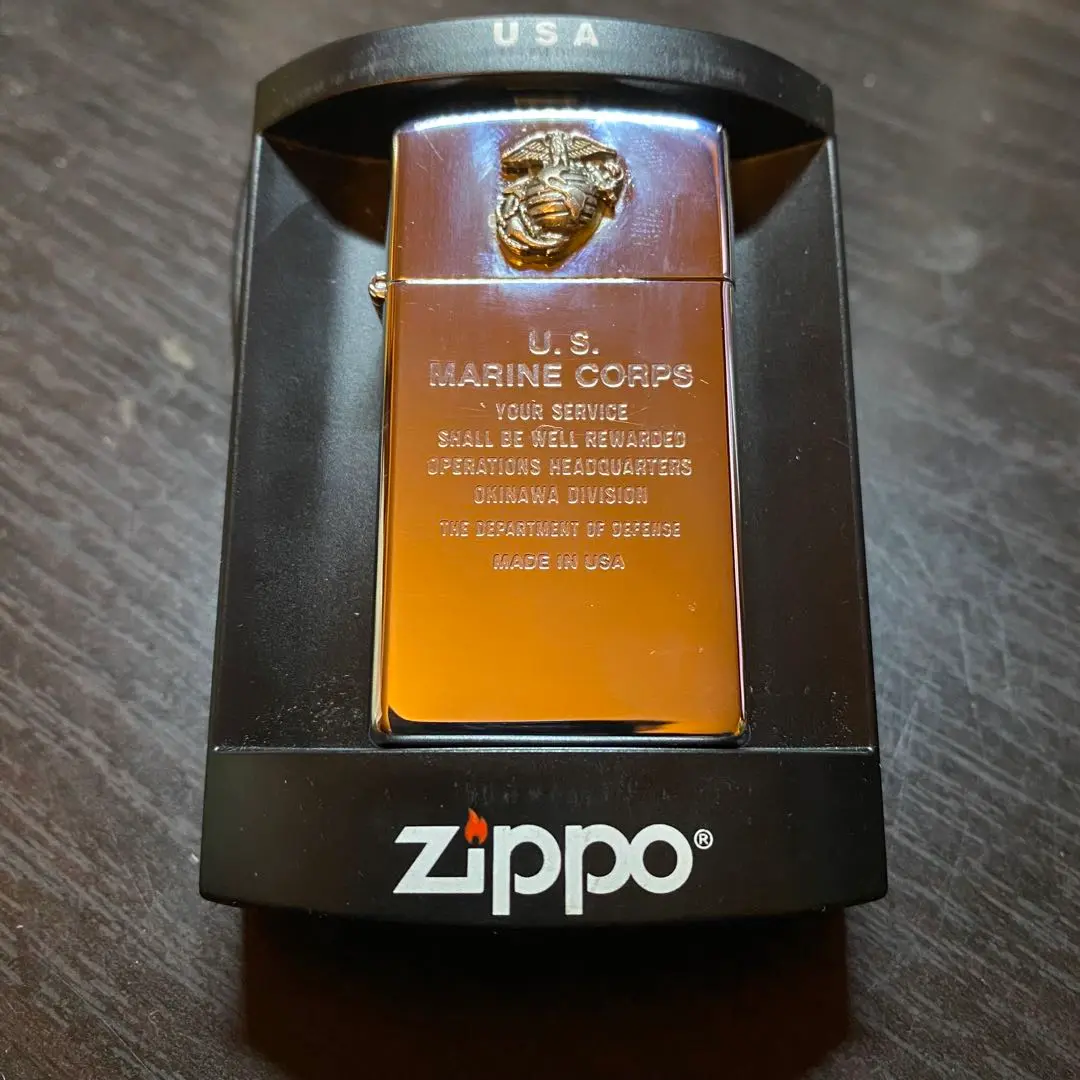 USA
U. S.
MARINE CORPS
YOUR SERVICE
SHALL BE WELL REWARDED
OPERATIONS HEADQUARTERS
OKINAWA DIVISION
THE DEPARTMENT OF DEFENSE
MADE IN USA
zippo®